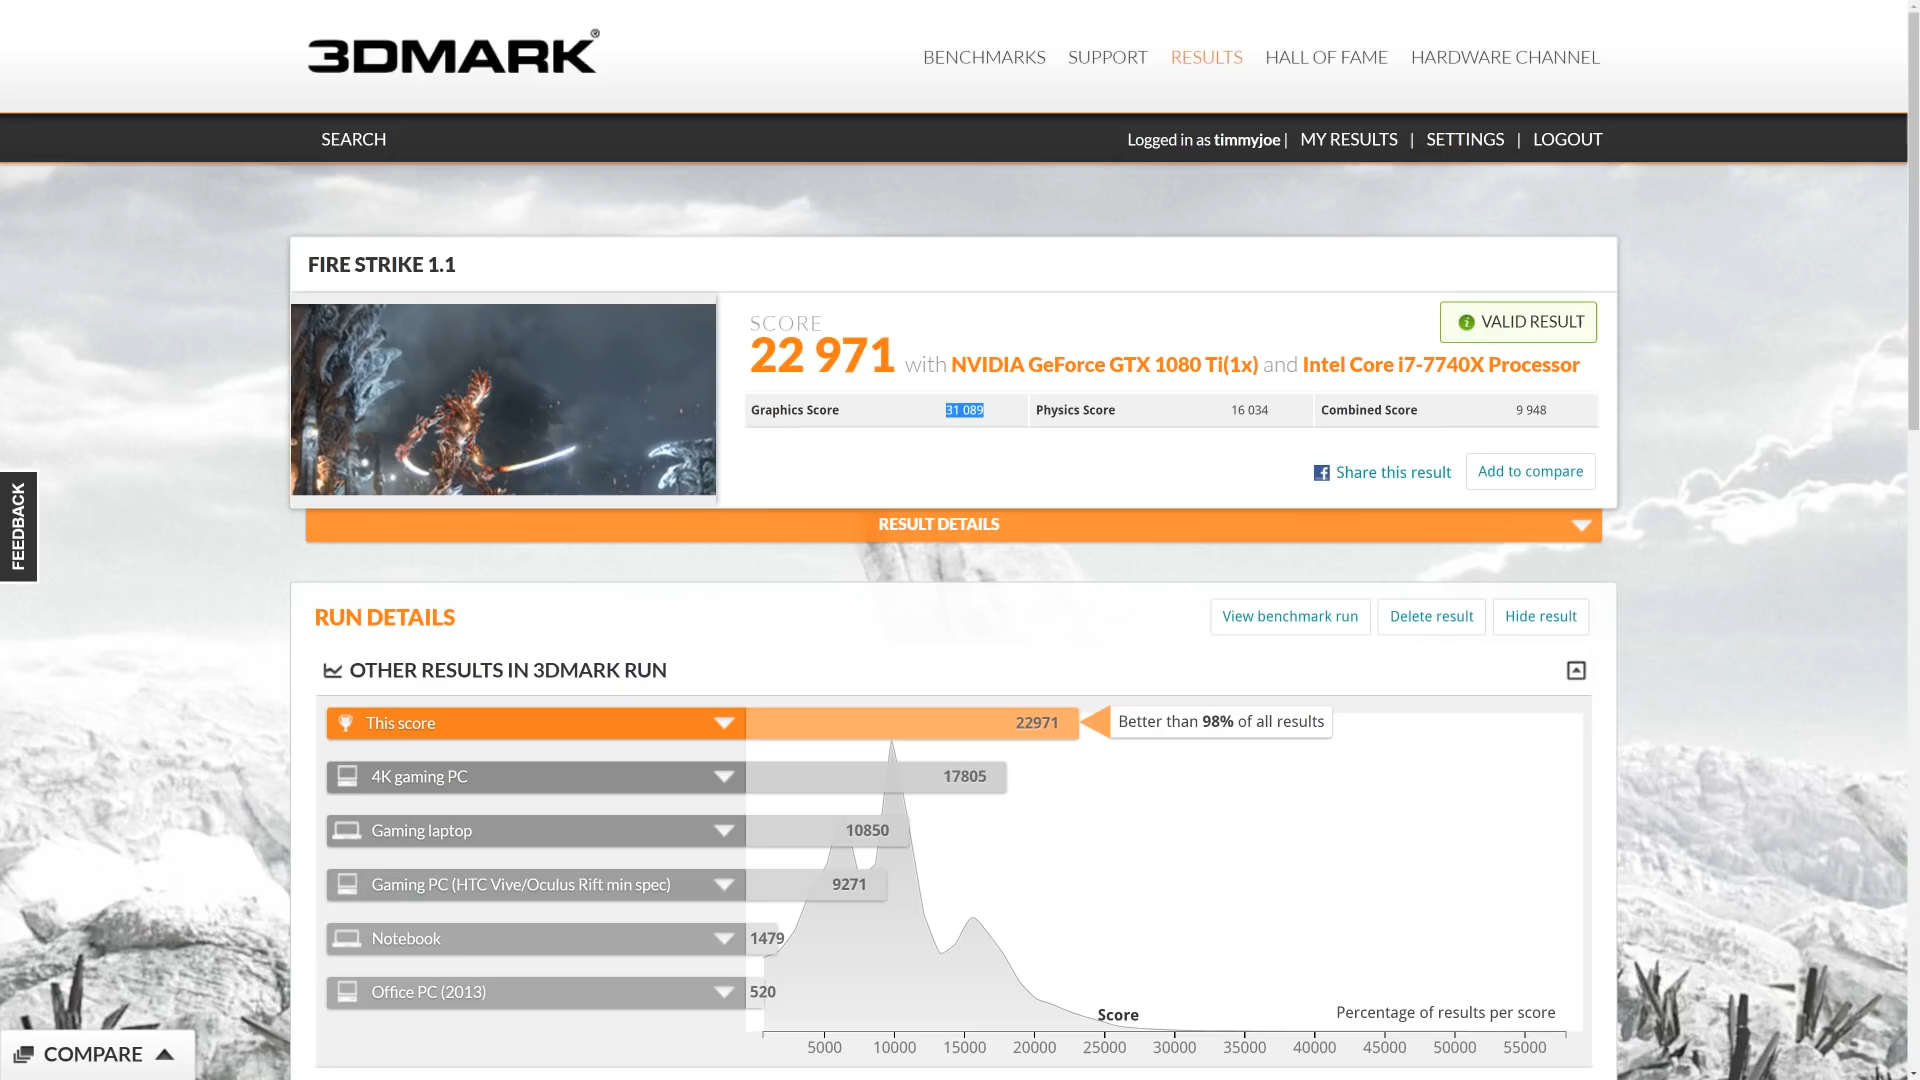 3DMARK®
BENCHMARKS SUPPORT RESULTS HALL OF FAME HARDWARE CHANNEL
SEARCH
Logged in as timmyjoe | MY RESULTS | SETTINGS | LOGOUT
FIRE STRIKE 1.1
SCORE
VALID RESULT
22 971 with NVIDIA GeForce GTX 1080 Ti(1x) and Intel Core i7-7740X Processor
Graphics Score 31 089 Physics Score 16 034 Combined Score 9 948
Share this result Add to compare
FEEDBACK
RESULT DETAILS
RUN DETAILS
View benchmark run Delete result Hide result
OTHER RESULTS IN 3DMARK RUN
This score 22971 Better than 98% of all results
4K gaming PC 17805
Gaming laptop 10850
Gaming PC (HTC Vive/Oculus Rift min spec) 9271
Notebook 1479
Office PC (2013) 520
Score Percentage of results per score
5000 10000 15000 20000 25000 30000 35000 40000 45000 50000 55000
COMPARE